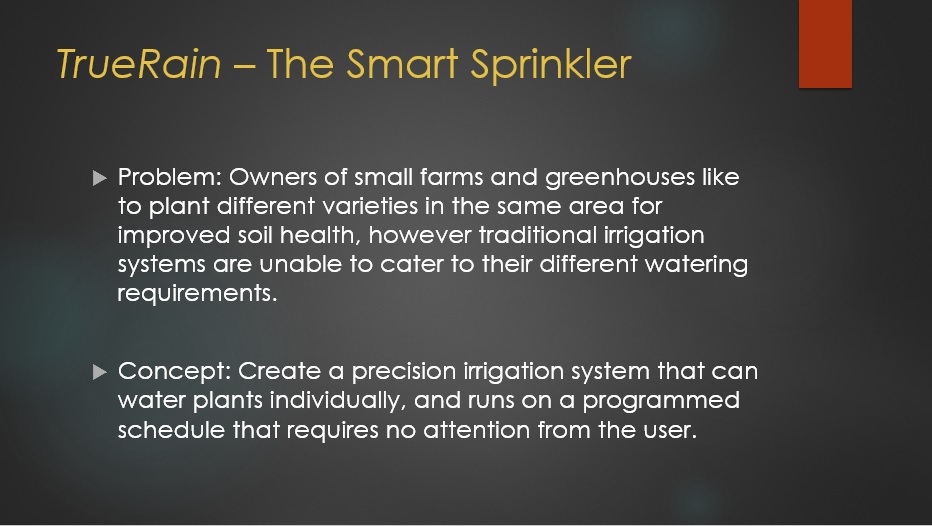 TrueRain – The Smart Sprinkler
Problem: Owners of small farms and greenhouses like
to plant different varieties in the same area for
improved soil health, however traditional irrigation
systems are unable to cater to their different watering
requirements.
Concept: Create a precision irrigation system that can
water plants individually, and runs on a programmed
schedule that requires no attention from the user.